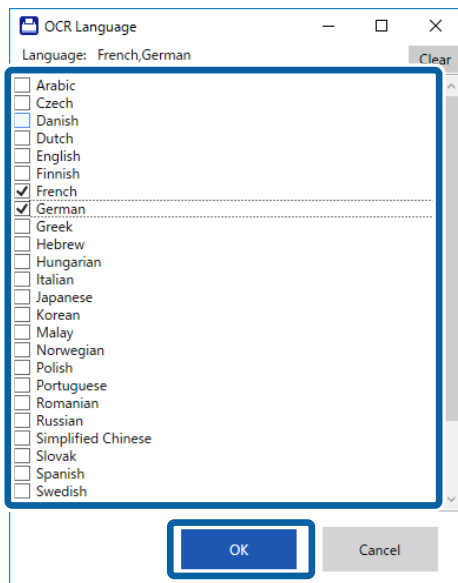 OCR Language
Language: French,German
Clear
Arabic
Czech
Danish
Dutch
English
Finnish
French
German
Greek
Hebrew
Hungarian
Italian
Japanese
Korean
Malay
Norwegian
Polish
Portuguese
Romanian
Russian
Simplified Chinese
Slovak
Spanish
Swedish
OK Cancel